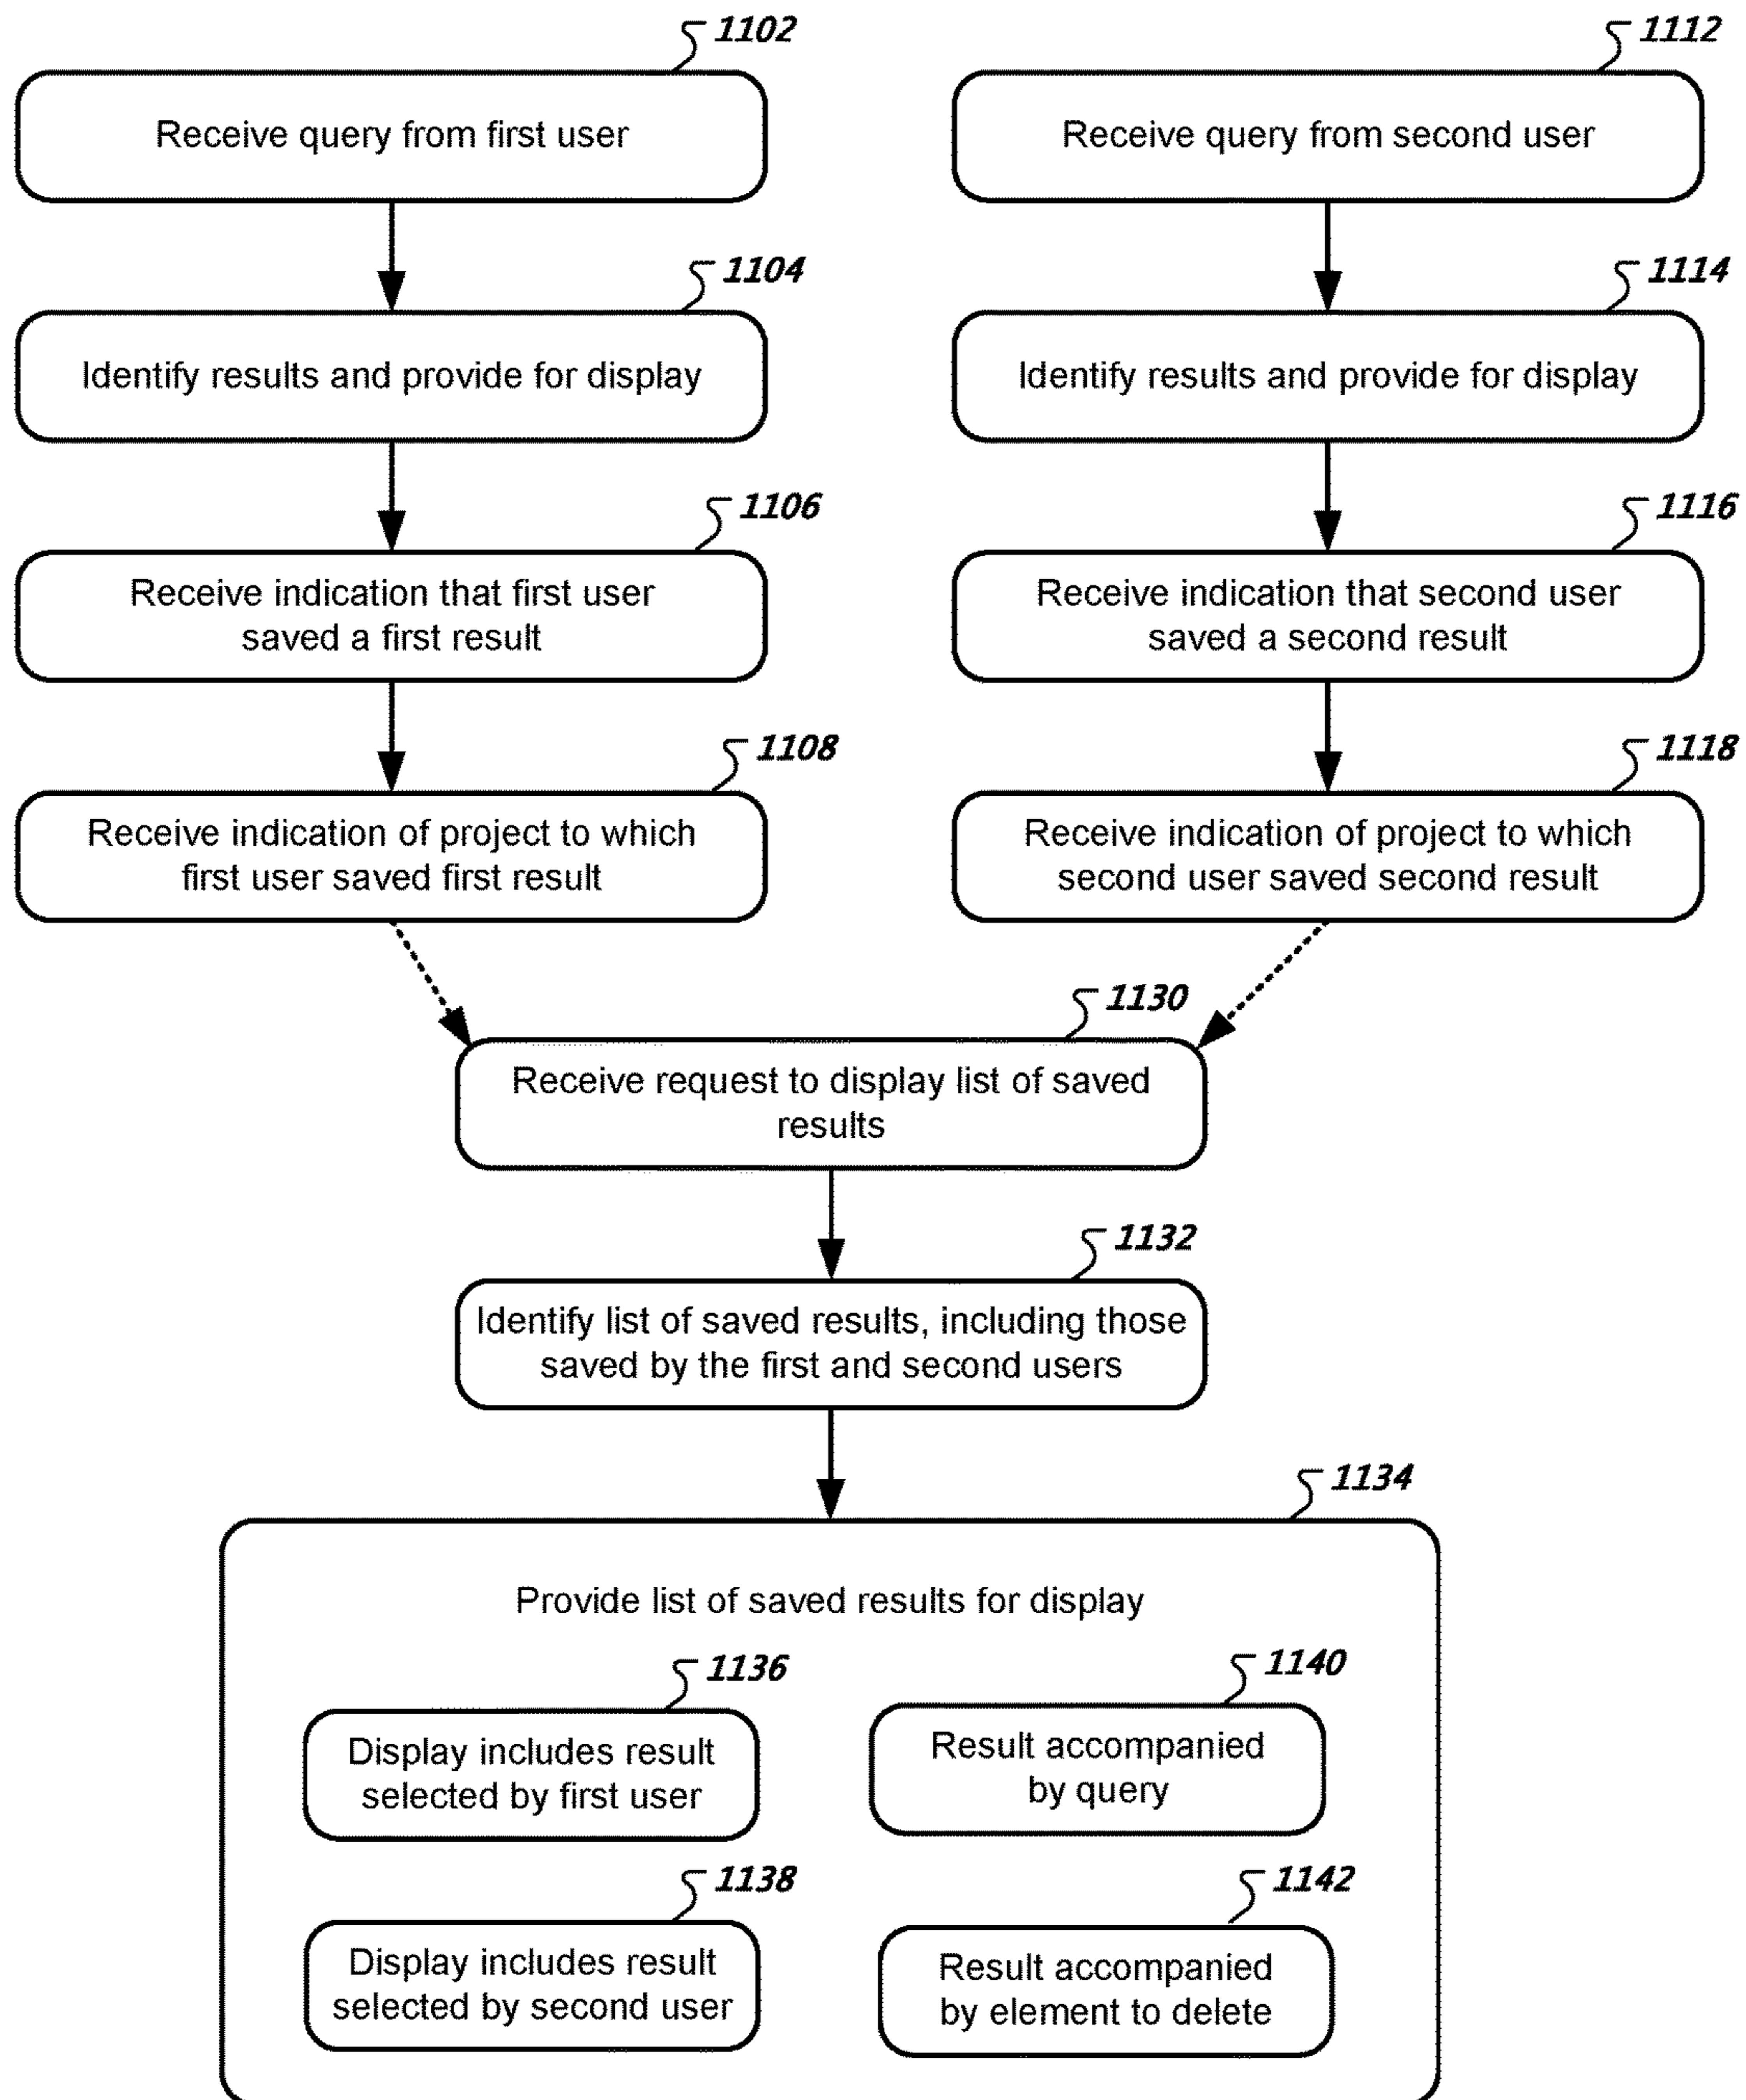 1102
Receive query from first user
1112
Receive query from second user
1104
Identify results and provide for display
1114
Identify results and provide for display
1106
Receive indication that first user
saved a first result
1116
Receive indication that second user
saved a second result
1108
Receive indication of project to which
first user saved first result
1118
Receive indication of project to which
second user saved second result
1130
Receive request to display list of saved
results
1132
Identify list of saved results, including those
saved by the first and second users
1134
Provide list of saved results for display
1136
Display includes result
selected by first user
1140
Result accompanied
by query
1138
Display includes result
selected by second user
1142
Result accompanied
by element to delete